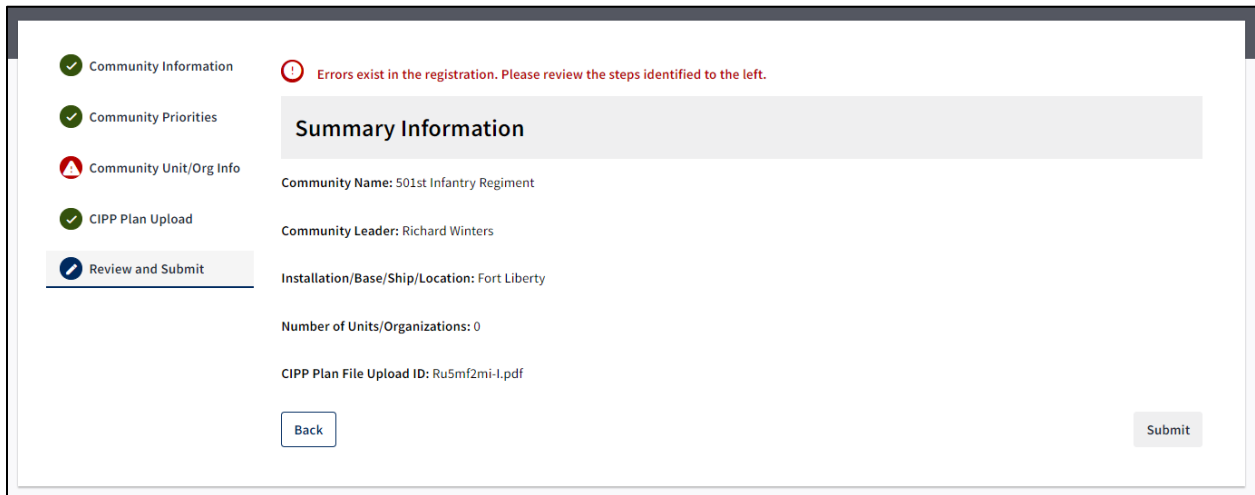 Community Information
Community Priorities
Community Unit/Org Info
CIPP Plan Upload
Review and Submit
Errors exist in the registration. Please review the steps identified to the left.
Summary Information
Community Name: 501st Infantry Regiment
Community Leader: Richard Winters
Installation/Base/Ship/Location: Fort Liberty
Number of Units/Organizations: 0
CIPP Plan File Upload ID: Ru5mf2mi-I.pdf
Back
Submit